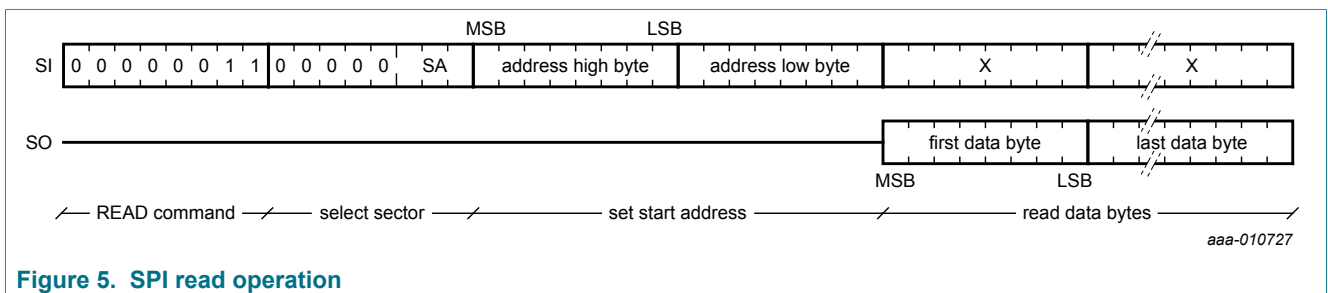 MSB LSB
SI 0 0 0 0 0 0 1 1 0 0 0 0 0 SA address high byte address low byte X X
SO first data byte last data byte
MSB LSB
READ command select sector set start address read data bytes
aaa-010727
Figure 5. SPI read operation